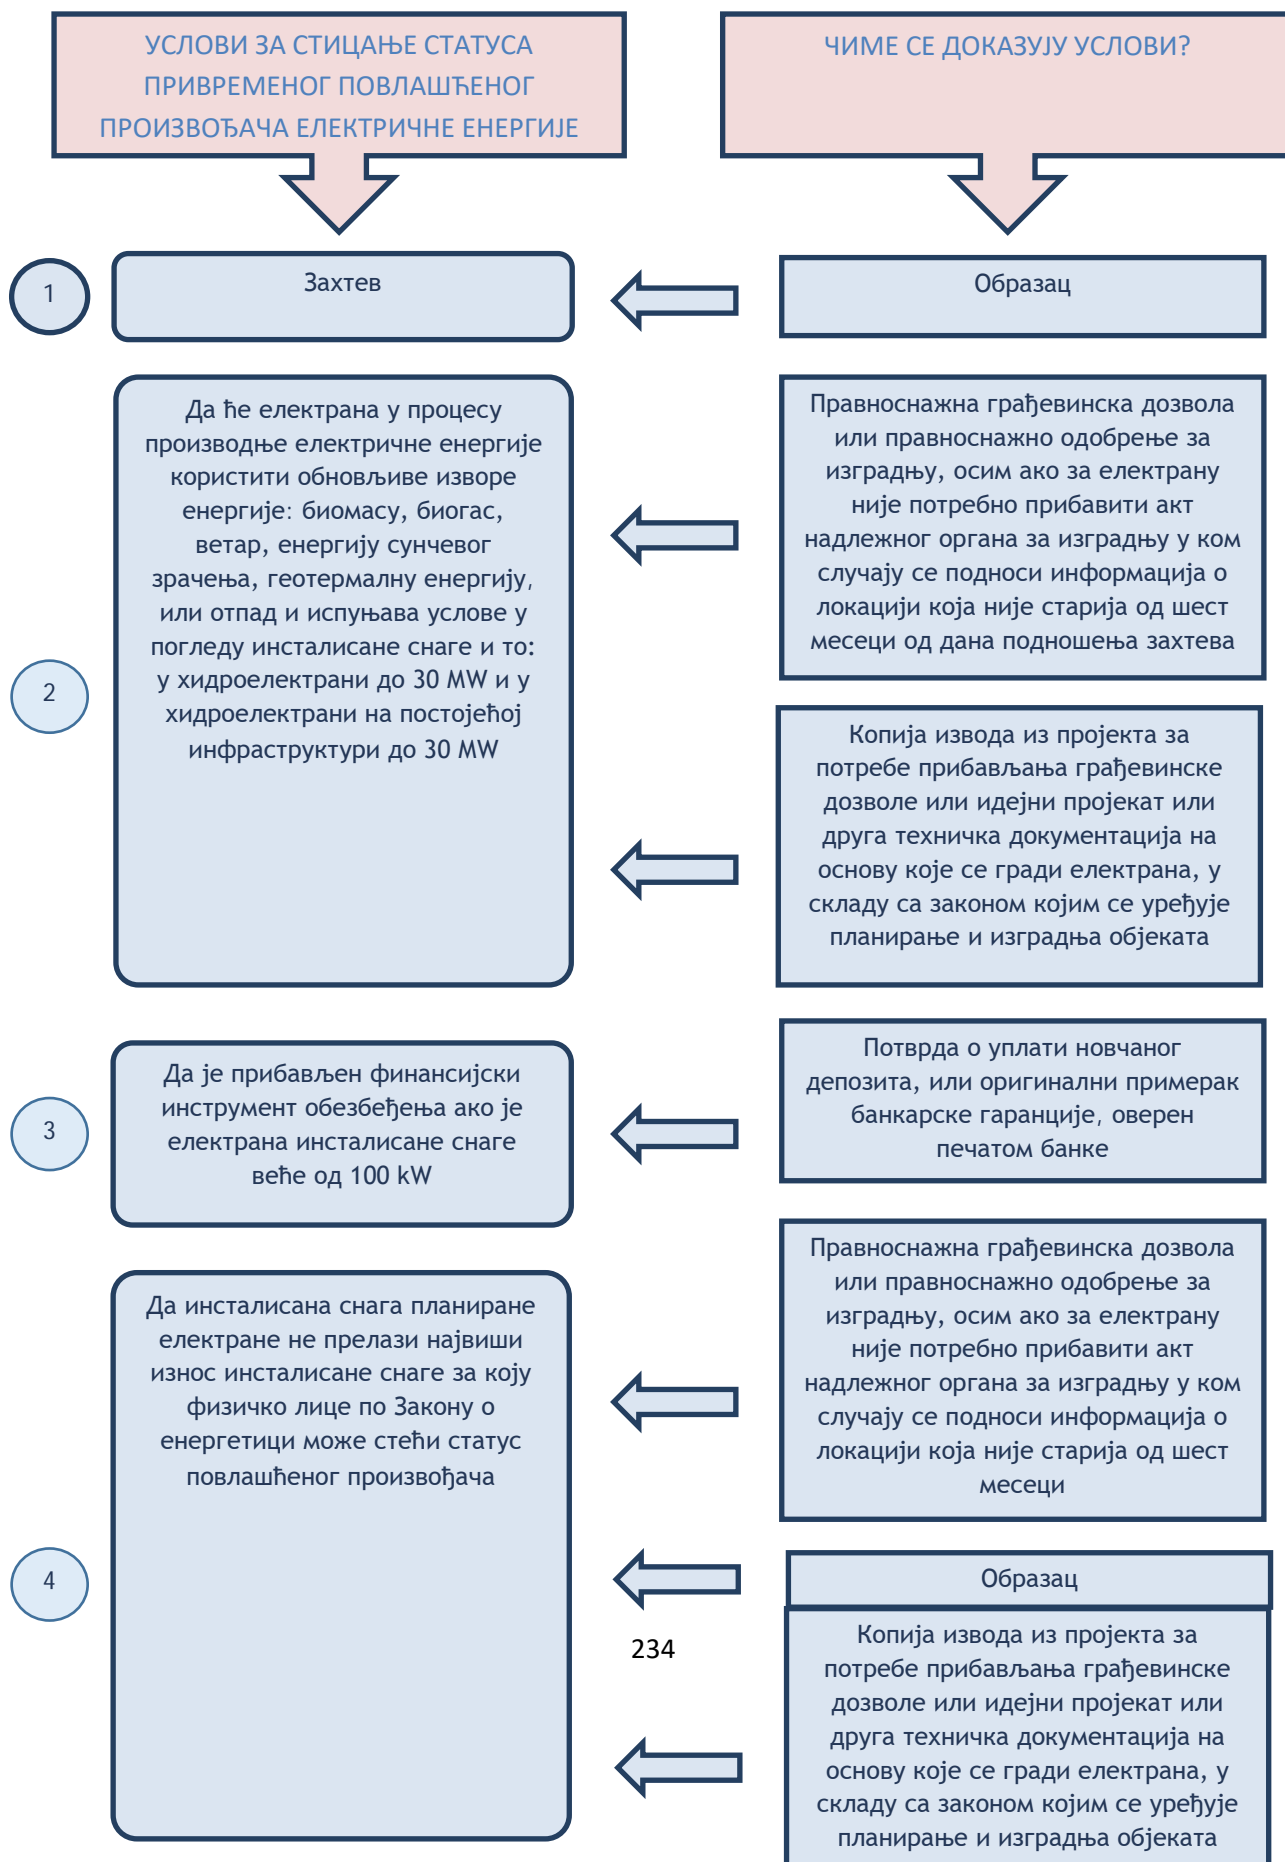 УСЛОВИ ЗА СТИЦАЊЕ СТАТУСА
ПРИВРЕМЕНОГ ПОВЛАШЋЕНОГ
ПРОИЗВОЂАЧА ЕЛЕКТРИЧНЕ ЕНЕРГИЈЕ
ЧИМЕ СЕ ДОКАЗУЈУ УСЛОВИ?
1
Захтев
Образац
2
Да ће електрана у процесу
производње електричне енергије
користити обновљиве изворе
енергије: биомасу, биогас,
ветар, енергију сунчевог
зрачења, геотермалну енергију,
или отпад и испуњава услове у
погледу инсталисане снаге и то:
у хидроелектрани до 30 MW и у
хидроелектрани на постојећој
инфраструктури до 30 MW
Правноснажна грађевинска дозвола
или правноснажно одобрење за
изградњу, осим ако за електрану
није потребно прибавити акт
надлежног органа за изградњу у ком
случају се подноси информација о
локацији која није старија од шест
месеци од дана подношења захтева
Копија извода из пројекта за
потребе прибављања грађевинске
дозволе или идејни пројекат или
друга техничка документација на
основу које се гради електрана, у
складу са законом којим се уређује
планирање и изградња објеката
3
Да је прибављен финансијски
инструмент обезбеђења ако је
електрана инсталисане снаге
веће од 100 kW
Потврда о уплати новчаног
депозита, или оригинални примерак
банкарске гаранције, оверен
печатом банке
4
Да инсталисана снага планиране
електране не прелази највиши
износ инсталисане снаге за коју
физичко лице по Закону о
енергетици може стећи статус
повлашћеног произвођача
Правноснажна грађевинска дозвола
или правноснажно одобрење за
изградњу, осим ако за електрану
није потребно прибавити акт
надлежног органа за изградњу у ком
случају се подноси информација о
локацији која није старија од шест
месеци
Образац
Копија извода из пројекта за
потребе прибављања грађевинске
дозволе или идејни пројекат или
друга техничка документација на
основу које се гради електрана, у
складу са законом којим се уређује
планирање и изградња објеката
234